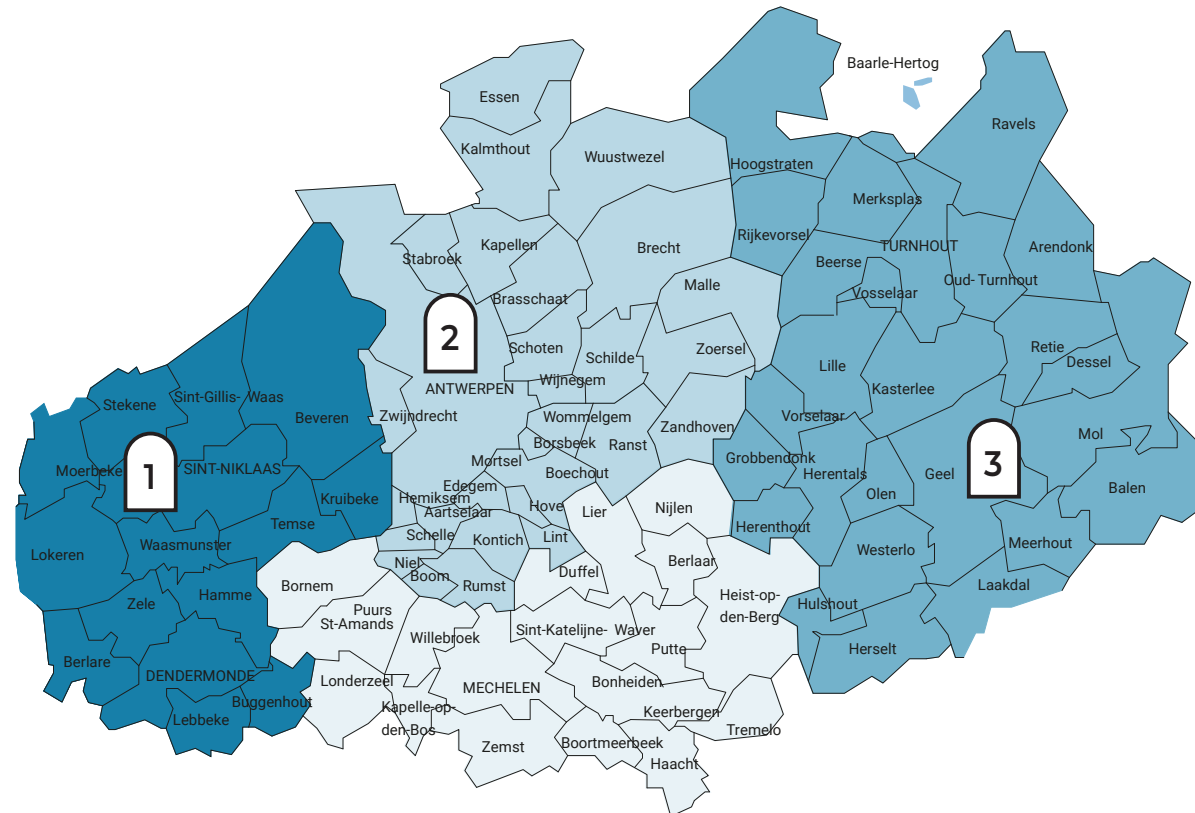 Baarle-Hertog
Essen
Ravels
Kalmthout
Wuustwezel
Hoogstraten
Merksplas
Rijkevorsel
Kapellen
Brecht
TURNHOUT
Arendonk
Stabroek
Beerse
Oud- Turnhout
Malle
Vosselaar
Brasschaat
2
Schoten
Zoersel
Retie
Schilde
Dessel
Lille
Wijnegem
ANTWERPEN
Kasterlee
Sint-Gillis- Waas
Stekene
Beveren
Zwijndrecht
Wommelgem
Vorselaar
Zandhoven
Mol
Borsbeek
Ranst
Grobbendonk
Mortsel
Moerbeke
1
SINT-NIKLAAS
Boechout
Herentals
Geel
3
Edegem
Balen
Kruibeke
Hemiksem
Olen
Hove
Nijlen
Aartselaar
Lier
Temse
Herenthout
Schelle
Kontich
Lint
Meerhout
Waasmunster
Westerlo
Lokeren
Niel
Berlaar
Duffel
Boom
Bornem
Rumst
Laakdal
Hamme
Heist-op-
den-Berg
Zele
Hulshout
Puurs
St-Amands
Sint-Katelijne- Waver
Willebroek
Putte
Herselt
Berlare
DENDERMONDE
Londerzeel
MECHELEN
Bonheiden
Buggenhout
Kapelle-op-
den-Bos
Keerbergen
Lebbeke
Tremelo
Zemst
Boortmeerbeek
Haacht